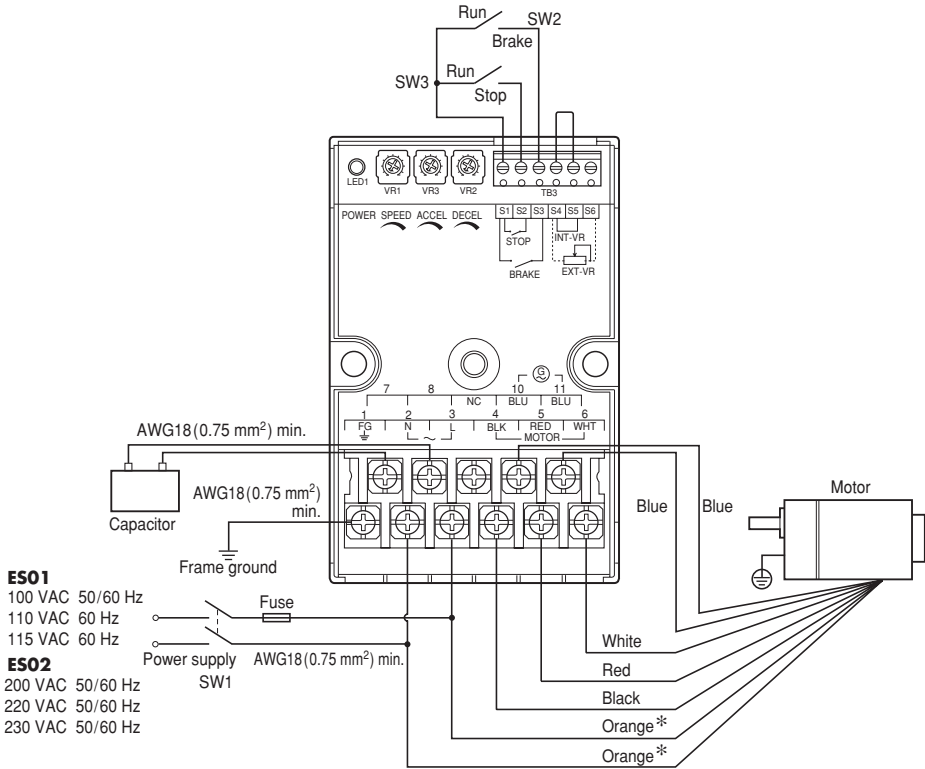 Run
SW2
Brake
Run
SW3
Stop
LED1
VR1
VR3
VR2
TB3
POWER SPEED ACCEL DECEL
S1 S2 S3 S4 S5 S6
STOP
INT-VR
BRAKE
EXT-VR
G
7 8 NC 10 11
BLU BLU
1 2 3 4 5 6
FG N ~ L BLK RED WHT
MOTOR
AWG18(0.75 mm²) min.
AWG18(0.75 mm²)
min.
Capacitor
Frame ground
Blue
Blue
Motor
ES01
100 VAC 50/60 Hz
110 VAC 60 Hz
115 VAC 60 Hz
ES02
200 VAC 50/60 Hz
220 VAC 50/60 Hz
230 VAC 50/60 Hz
Fuse
Power supply
SW1
AWG18(0.75 mm²) min.
White
Red
Black
Orange*
Orange*